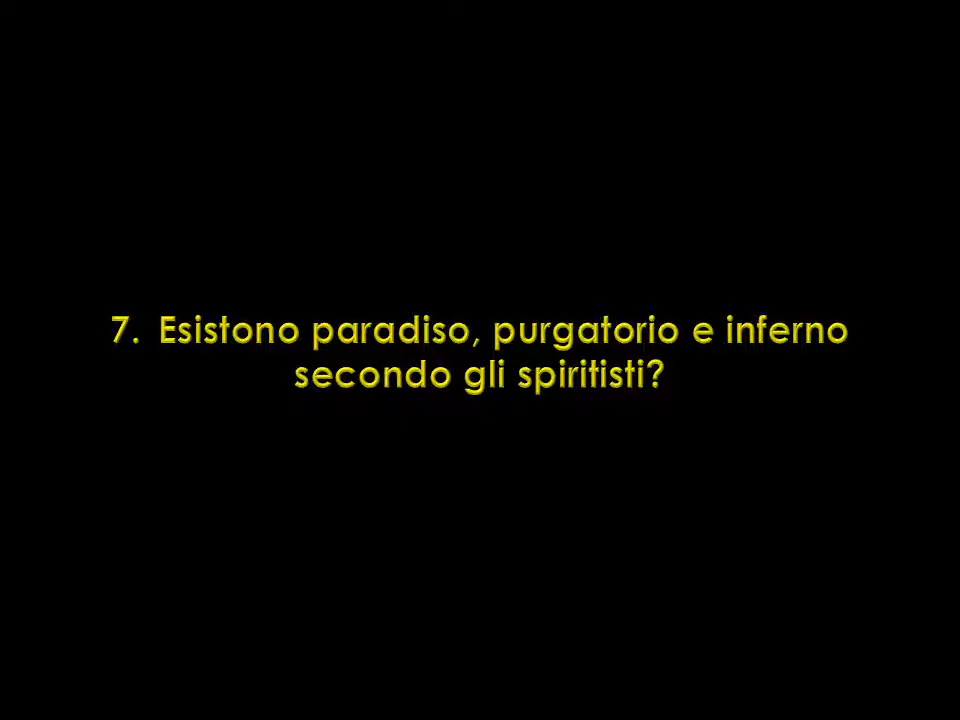 7. Esistono paradiso, purgatorio e inferno
secondo gli spiritisti?